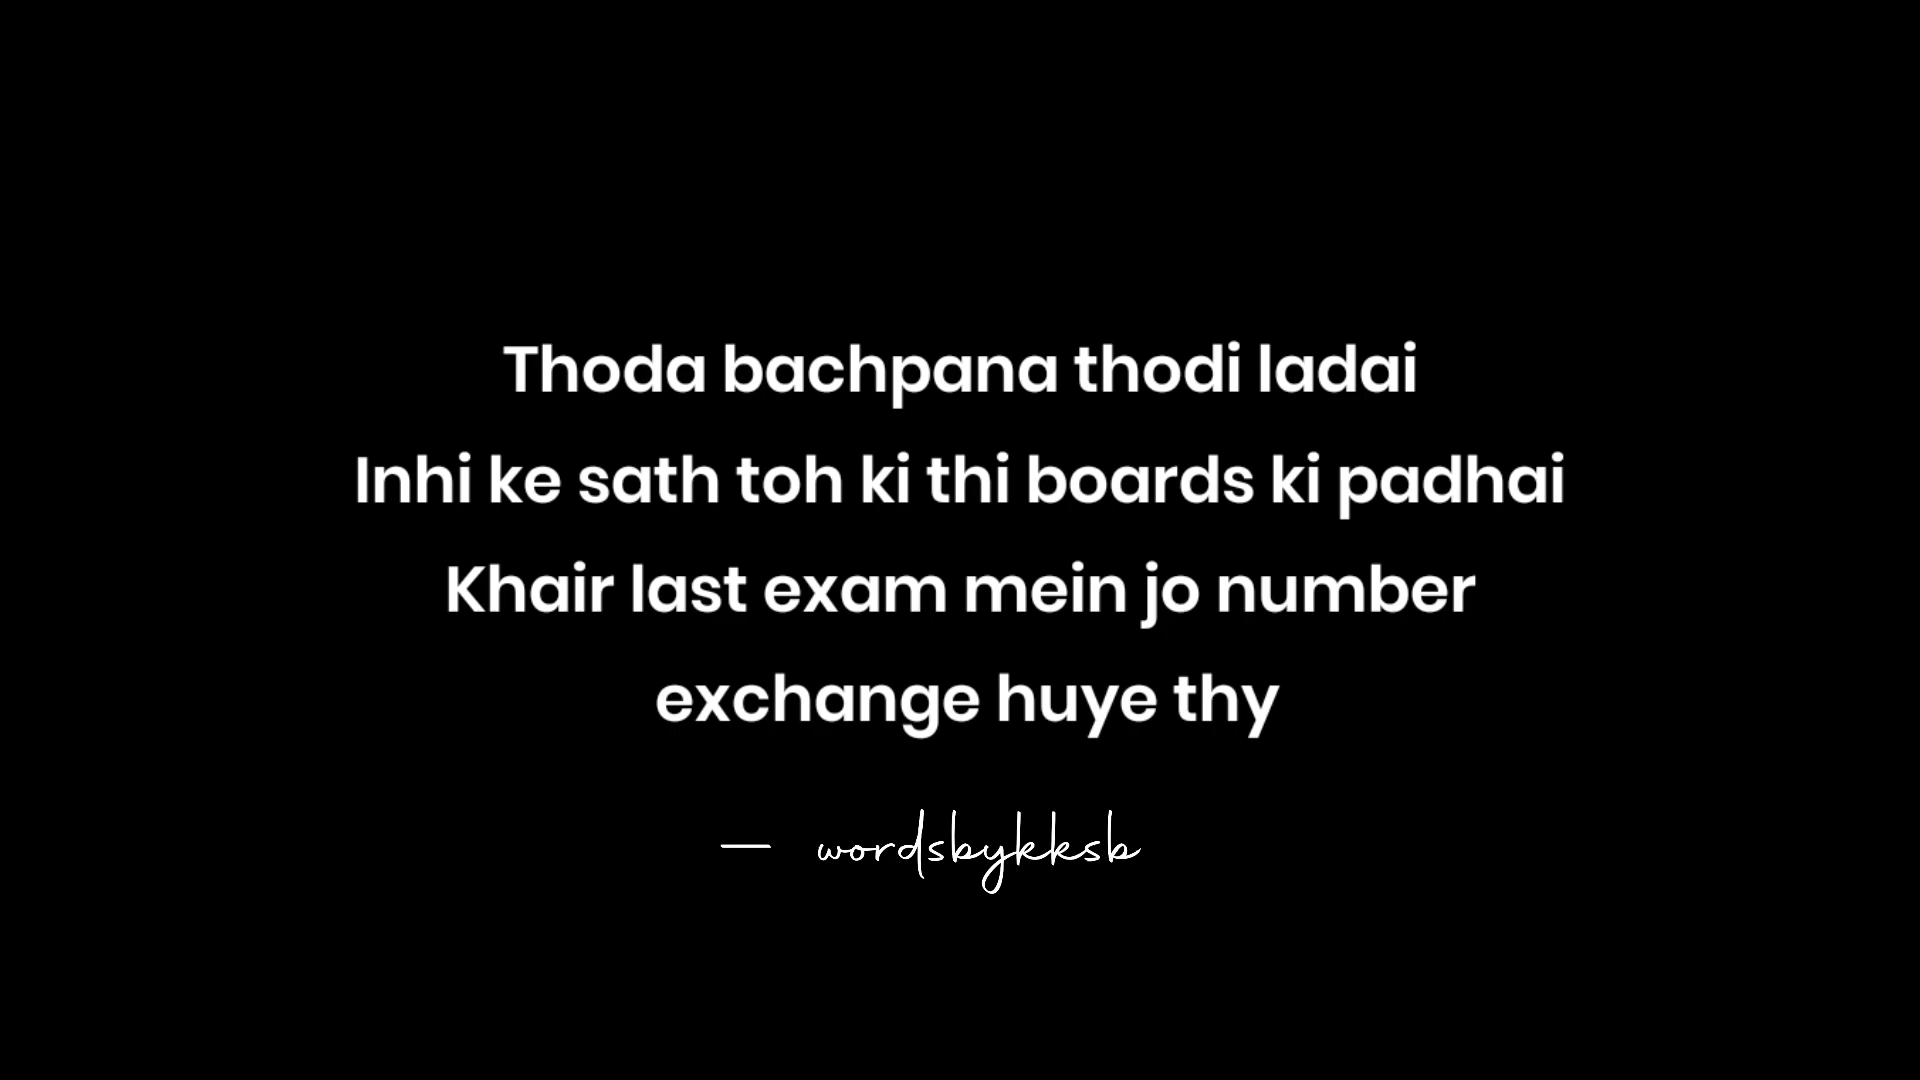 Thoda bachpana thodi ladai
Inhi ke sath toh ki thi boards ki padhai
Khair last exam mein jo number
exchange huye thy
— wordsbykksb